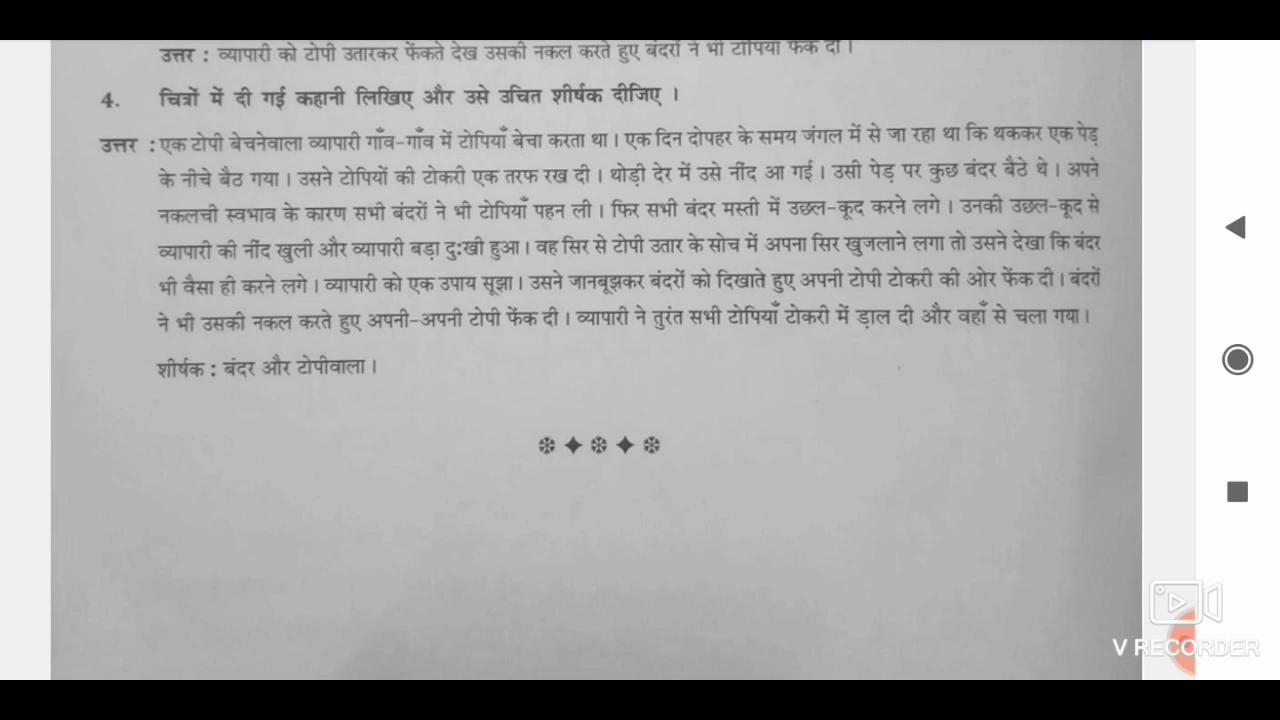 उत्तर : व्यापारी को टोपी उतारकर फेंकते देख उसकी नकल करते हुए बंदरों ने भी टोपियाँ फेंक दी ।
4. चित्रों में दी गई कहानी लिखिए और उसे उचित शीर्षक दीजिए ।
उत्तर : एक टोपी बेचनेवाला व्यापारी गाँव-गाँव में टोपियाँ बेचा करता था । एक दिन दोपहर के समय जंगल में से जा रहा था कि थककर एक पेड़
के नीचे बैठ गया । उसने टोपियों की टोकरी एक तरफ रख दी । थोड़ी देर में उसे नींद आ गई । उसी पेड़ पर कुछ बंदर बैठे थे । अपने
नकलची स्वभाव के कारण सभी बंदरों ने भी टोपियाँ पहन ली । फिर सभी बंदर मस्ती में उछल-कूद करने लगे । उनकी उछल-कूद से
व्यापारी की नींद खुली और व्यापारी बड़ा दुःखी हुआ । वह सिर से टोपी उतार के सोच में अपना सिर खुजलाने लगा तो उसने देखा कि बंदर
भी वैसा ही करने लगे । व्यापारी को एक उपाय सूझा । उसने जानबूझकर बंदरों को दिखाते हुए अपनी टोपी टोकरी की ओर फेंक दी । बंदरों
ने भी उसकी नकल करते हुए अपनी-अपनी टोपी फेंक दी । व्यापारी ने तुरंत सभी टोपियाँ टोकरी में ड़ाल दी और वहाँ से चला गया ।
शीर्षक : बंदर और टोपीवाला ।
V RECORDER